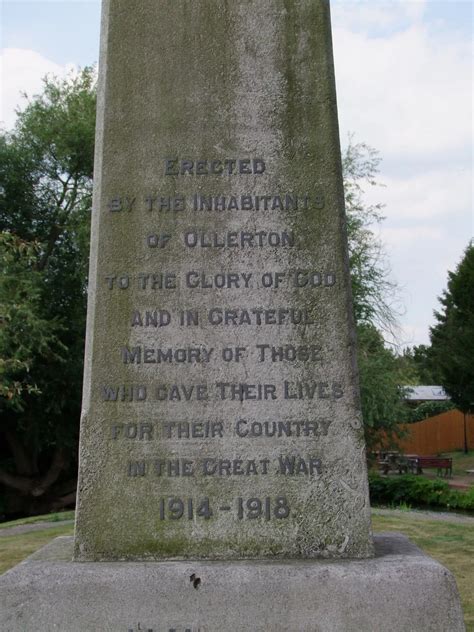 ERECTED
BY THE INHABITANTS
OF OLLERTON
TO THE GLORY OF GOD
AND IN GRATEFUL
MEMORY OF THOSE
WHO GAVE THEIR LIVES
FOR THEIR COUNTRY
IN THE GREAT WAR
1914-1918.